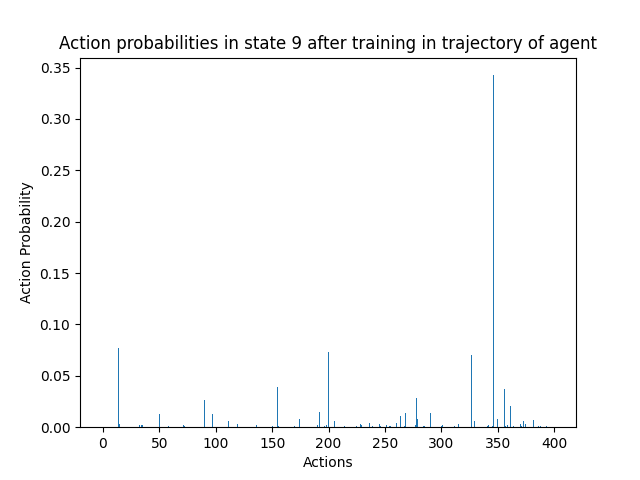 Action probabilities in state 9 after training in trajectory of agent
0.35
0.30
0.25
0.20
0.15
0.10
0.05
0.00
Action Probability
0 50 100 150 200 250 300 350 400
Actions